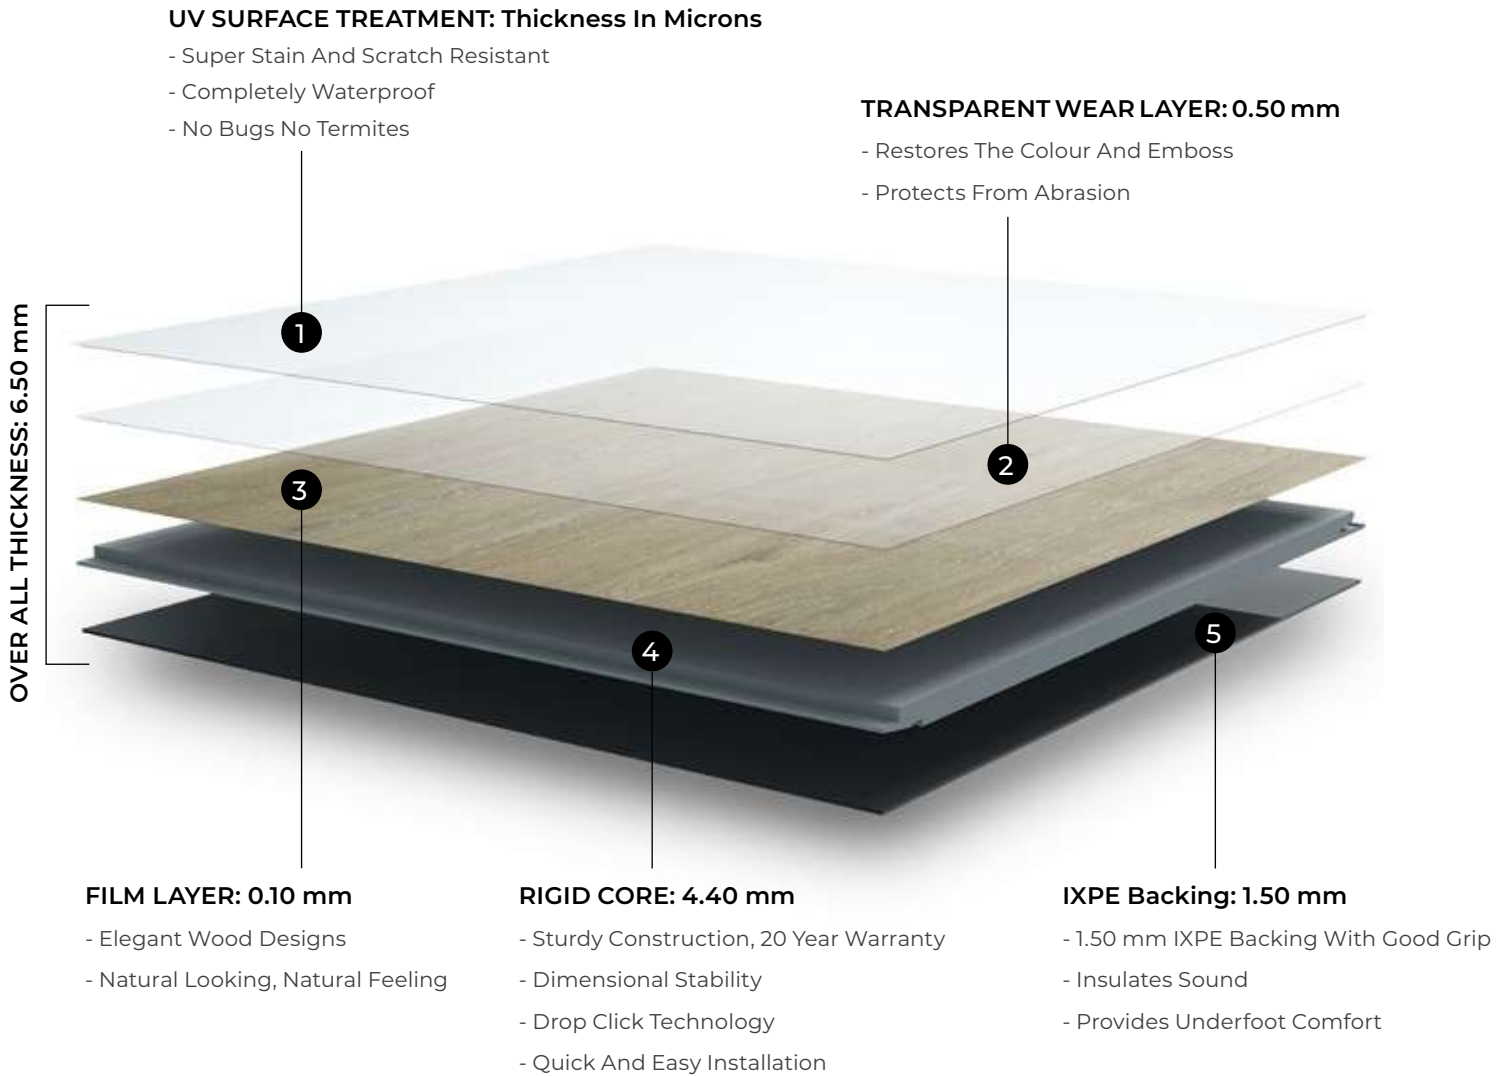 UV SURFACE TREATMENT: Thickness In Microns
- Super Stain And Scratch Resistant
- Completely Waterproof
- No Bugs No Termites
TRANSPARENT WEAR LAYER: 0.50 mm
- Restores The Colour And Emboss
- Protects From Abrasion
OVER ALL THICKNESS: 6.50 mm
1
2
3
4
5
FILM LAYER: 0.10 mm
- Elegant Wood Designs
- Natural Looking, Natural Feeling
RIGID CORE: 4.40 mm
- Sturdy Construction, 20 Year Warranty
- Dimensional Stability
- Drop Click Technology
- Quick And Easy Installation
IXPE Backing: 1.50 mm
- 1.50 mm IXPE Backing With Good Grip
- Insulates Sound
- Provides Underfoot Comfort